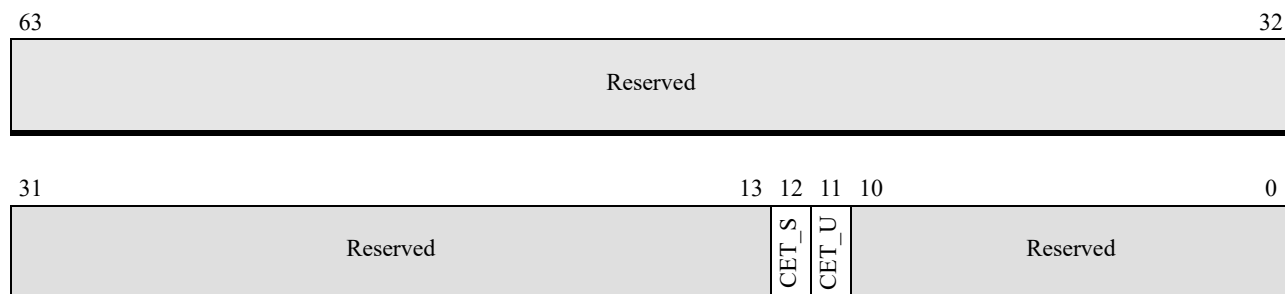 63 32
Reserved
31 13 12 11 10 0
Reserved CET_S CET_U Reserved